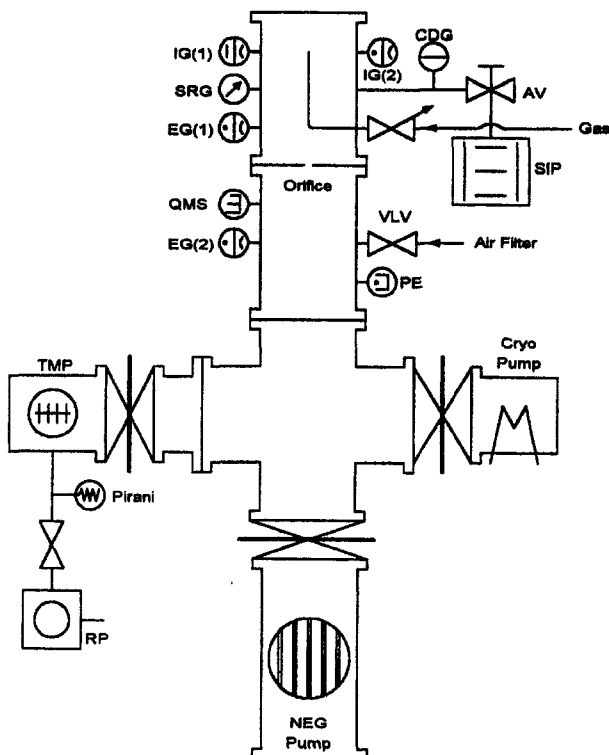 CDG
IG(1)
IG(2)
SRG
AV
EG(1)
Gas
Orifice
SIP
QMS
VLV
EG(2)
Air Filter
PE
TMP
Cryo
Pump
Pirani
RP
NEG
Pump